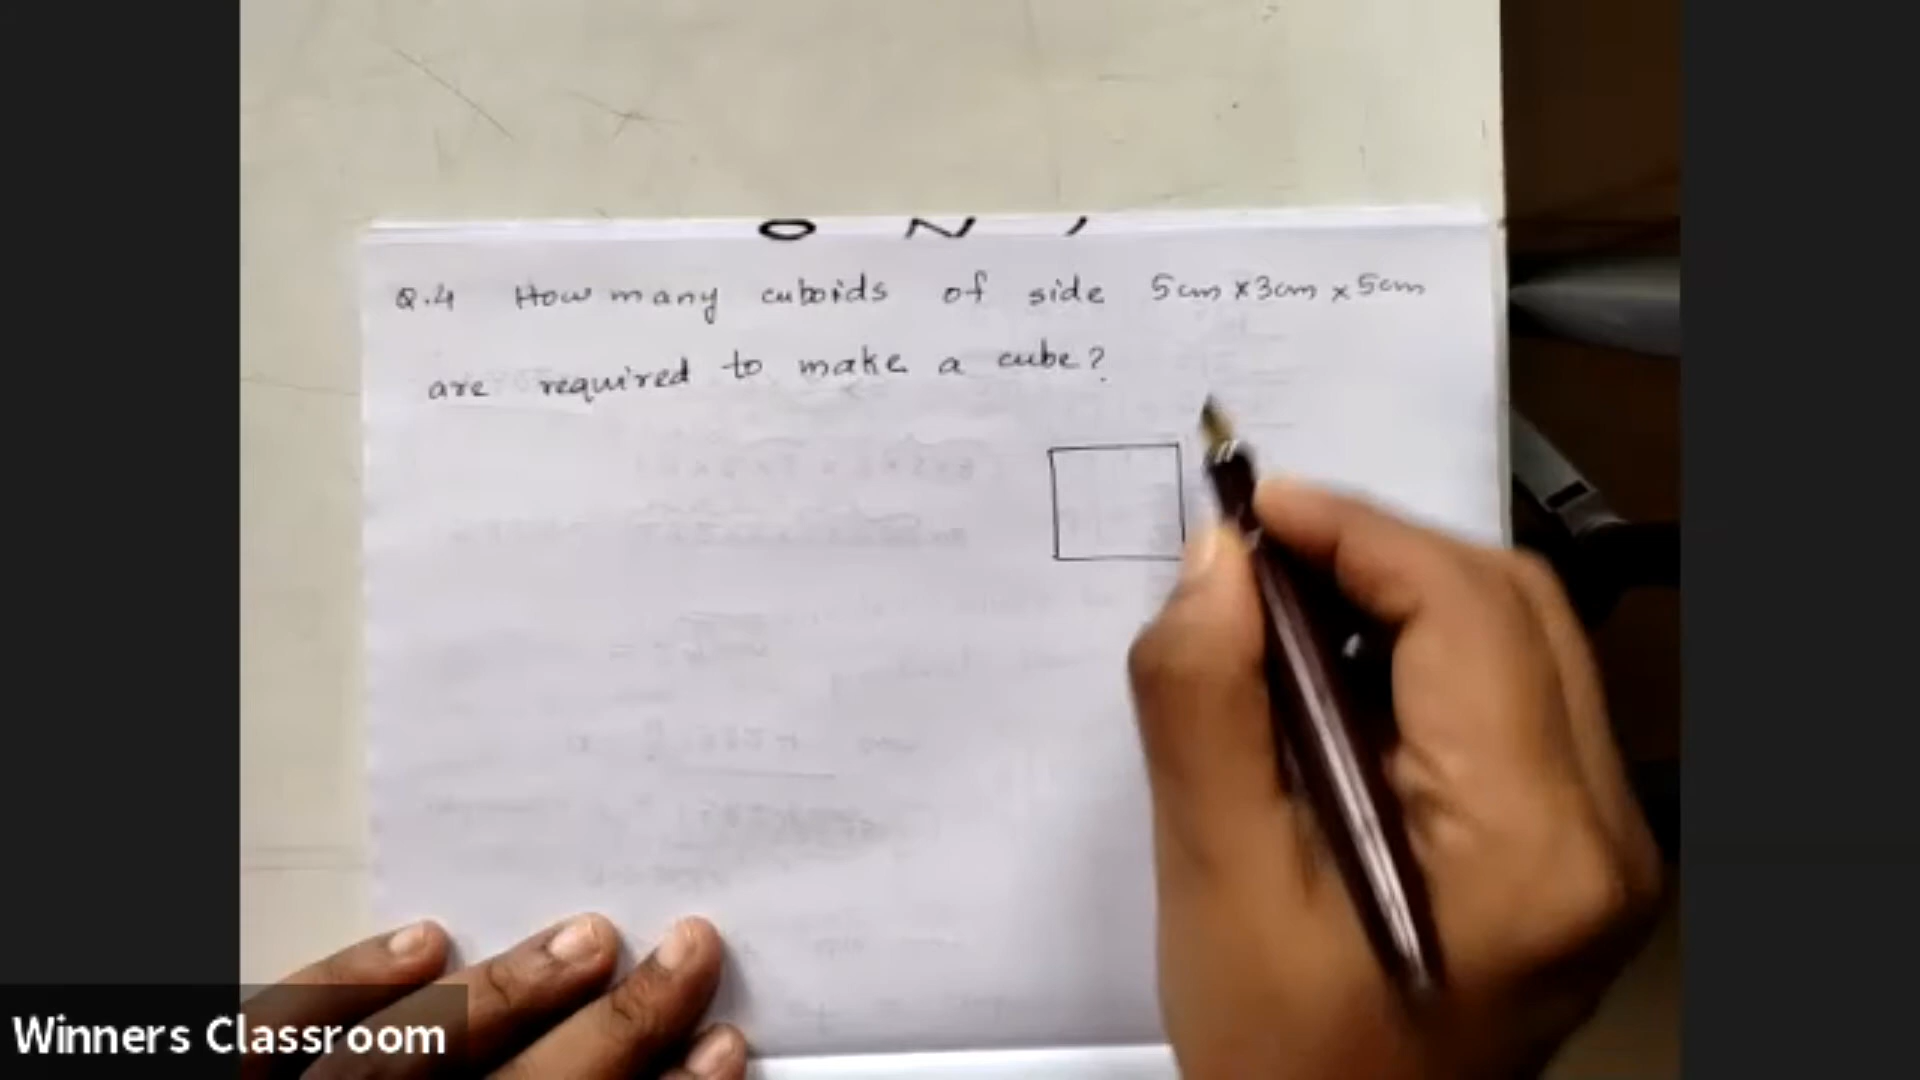 Q.4 How many cuboids of side 5cm x 3cm x 5cm
are required to make a cube?
Winners Classroom